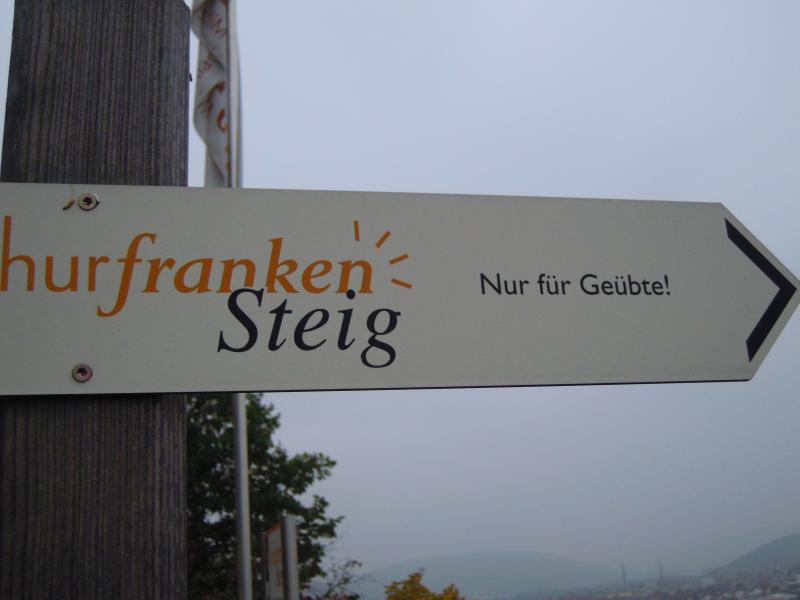 hurfranken
Steig
Nur für Geübte!